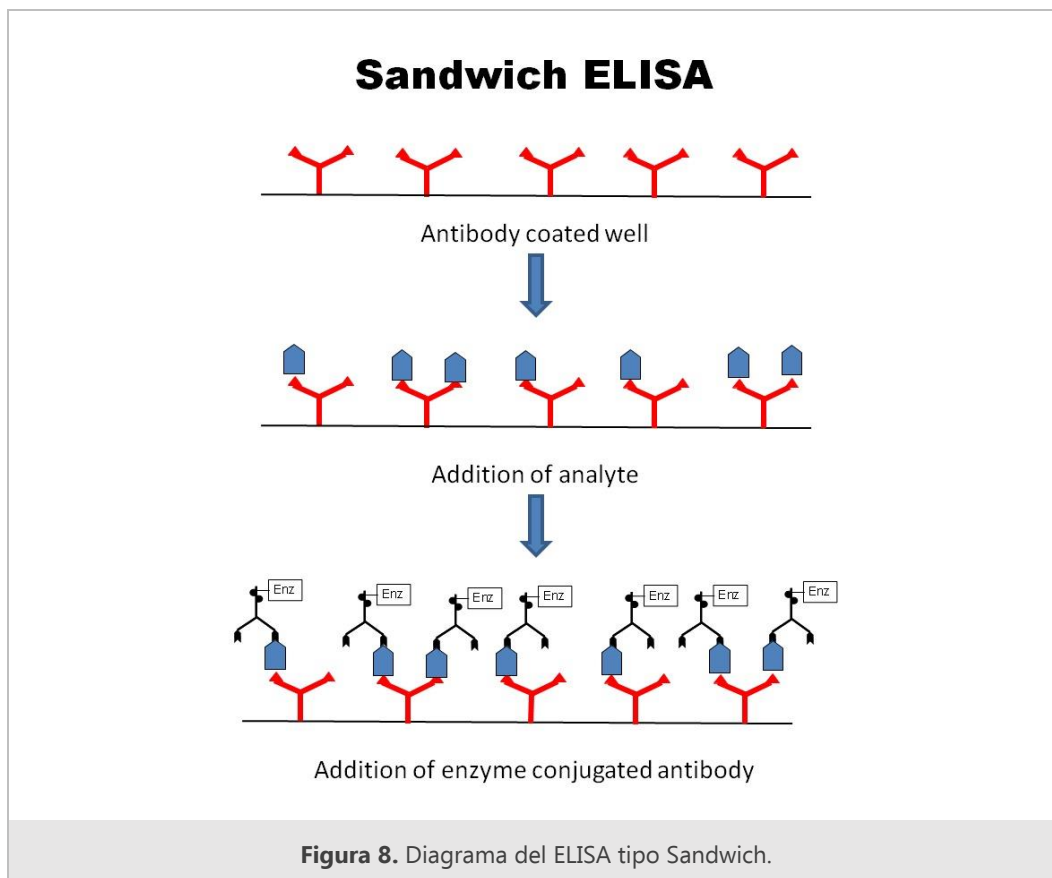 Sandwich ELISA
Antibody coated well
Addition of analyte
Enz
Enz
Enz
Enz
Enz
Enz
Enz
Addition of enzyme conjugated antibody
Figura 8. Diagrama del ELISA tipo Sandwich.